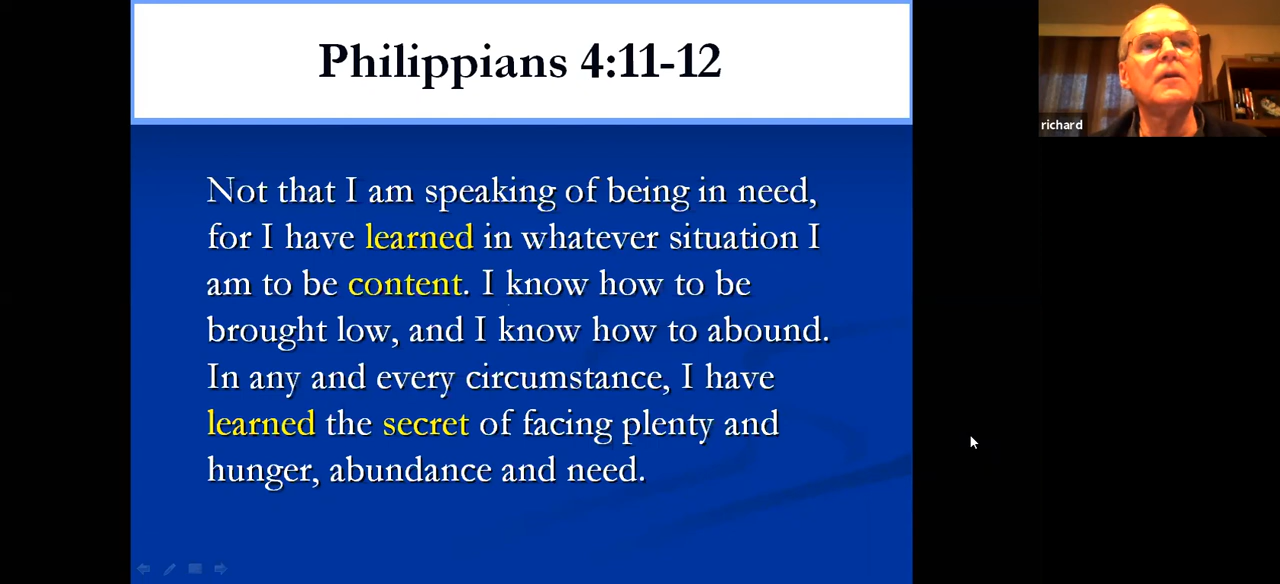 Philippians 4:11-12
richard
Not that I am speaking of being in need,
for I have learned in whatever situation I
am to be content. I know how to be
brought low, and I know how to abound.
In any and every circumstance, I have
learned the secret of facing plenty and
hunger, abundance and need.